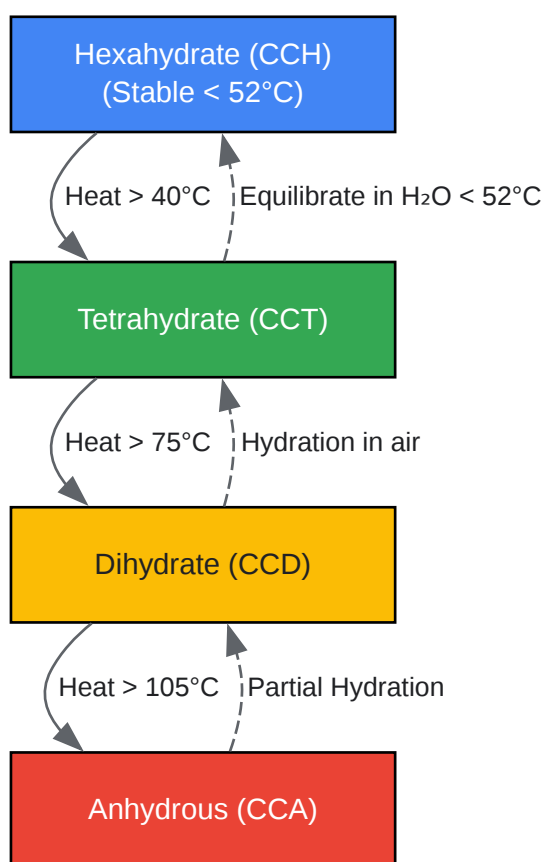 Hexahydrate (CCH)
(Stable < 52°C)
Heat > 40°C
Equilibrate in H₂O < 52°C
Tetrahydrate (CCT)
Heat > 75°C
Hydration in air
Dihydrate (CCD)
Heat > 105°C
Partial Hydration
Anhydrous (CCA)